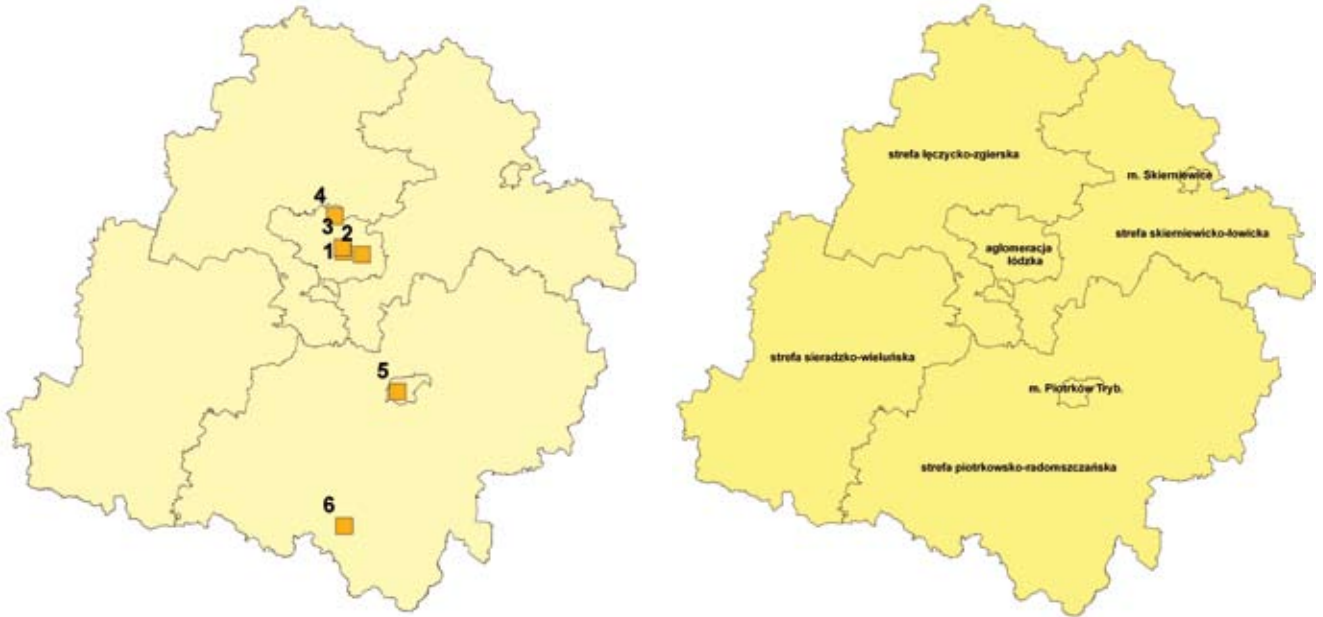 4
3
2
1
5
6
strefa łęczycko-zgierska
m. Skierniewice
strefa skierniewicko-łowicka
aglomeracja
łódzka
strefa sieradzko-wieluńska
m. Piotrków Tryb.
strefa piotrkowsko-radomszczańska